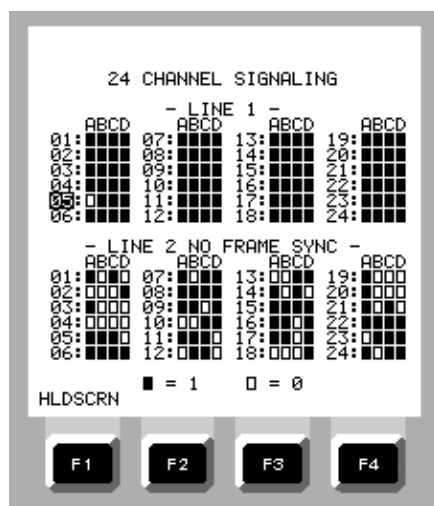 24 CHANNEL SIGNALING
- LINE 1 -
ABCD ABCD ABCD ABCD
01:■■■■ 07:■■■■ 13:■■■■ 19:■■■■
02:■■■■ 08:■■■■ 14:■■■■ 20:■■■■
03:■■■■ 09:■■■■ 15:■■■■ 21:■■■■
04:■■■■ 10:■■■■ 16:■■■■ 22:■■■■
05:□■■■ 11:■■■■ 17:■■■■ 23:■■■■
06:■■■■ 12:■■■■ 18:■■■■ 24:■■■■
- LINE 2 NO FRAME SYNC -
ABCD ABCD ABCD ABCD
01: 07: 13: 19:
02: 08: 14: 20:
03: 09: 15: 21:
04: 10: 16: 22:
05: 11: 17: 23:
06: 12: 18: 24:
■ = 1 □ = 0
HLDSCRN
F1 F2 F3 F4